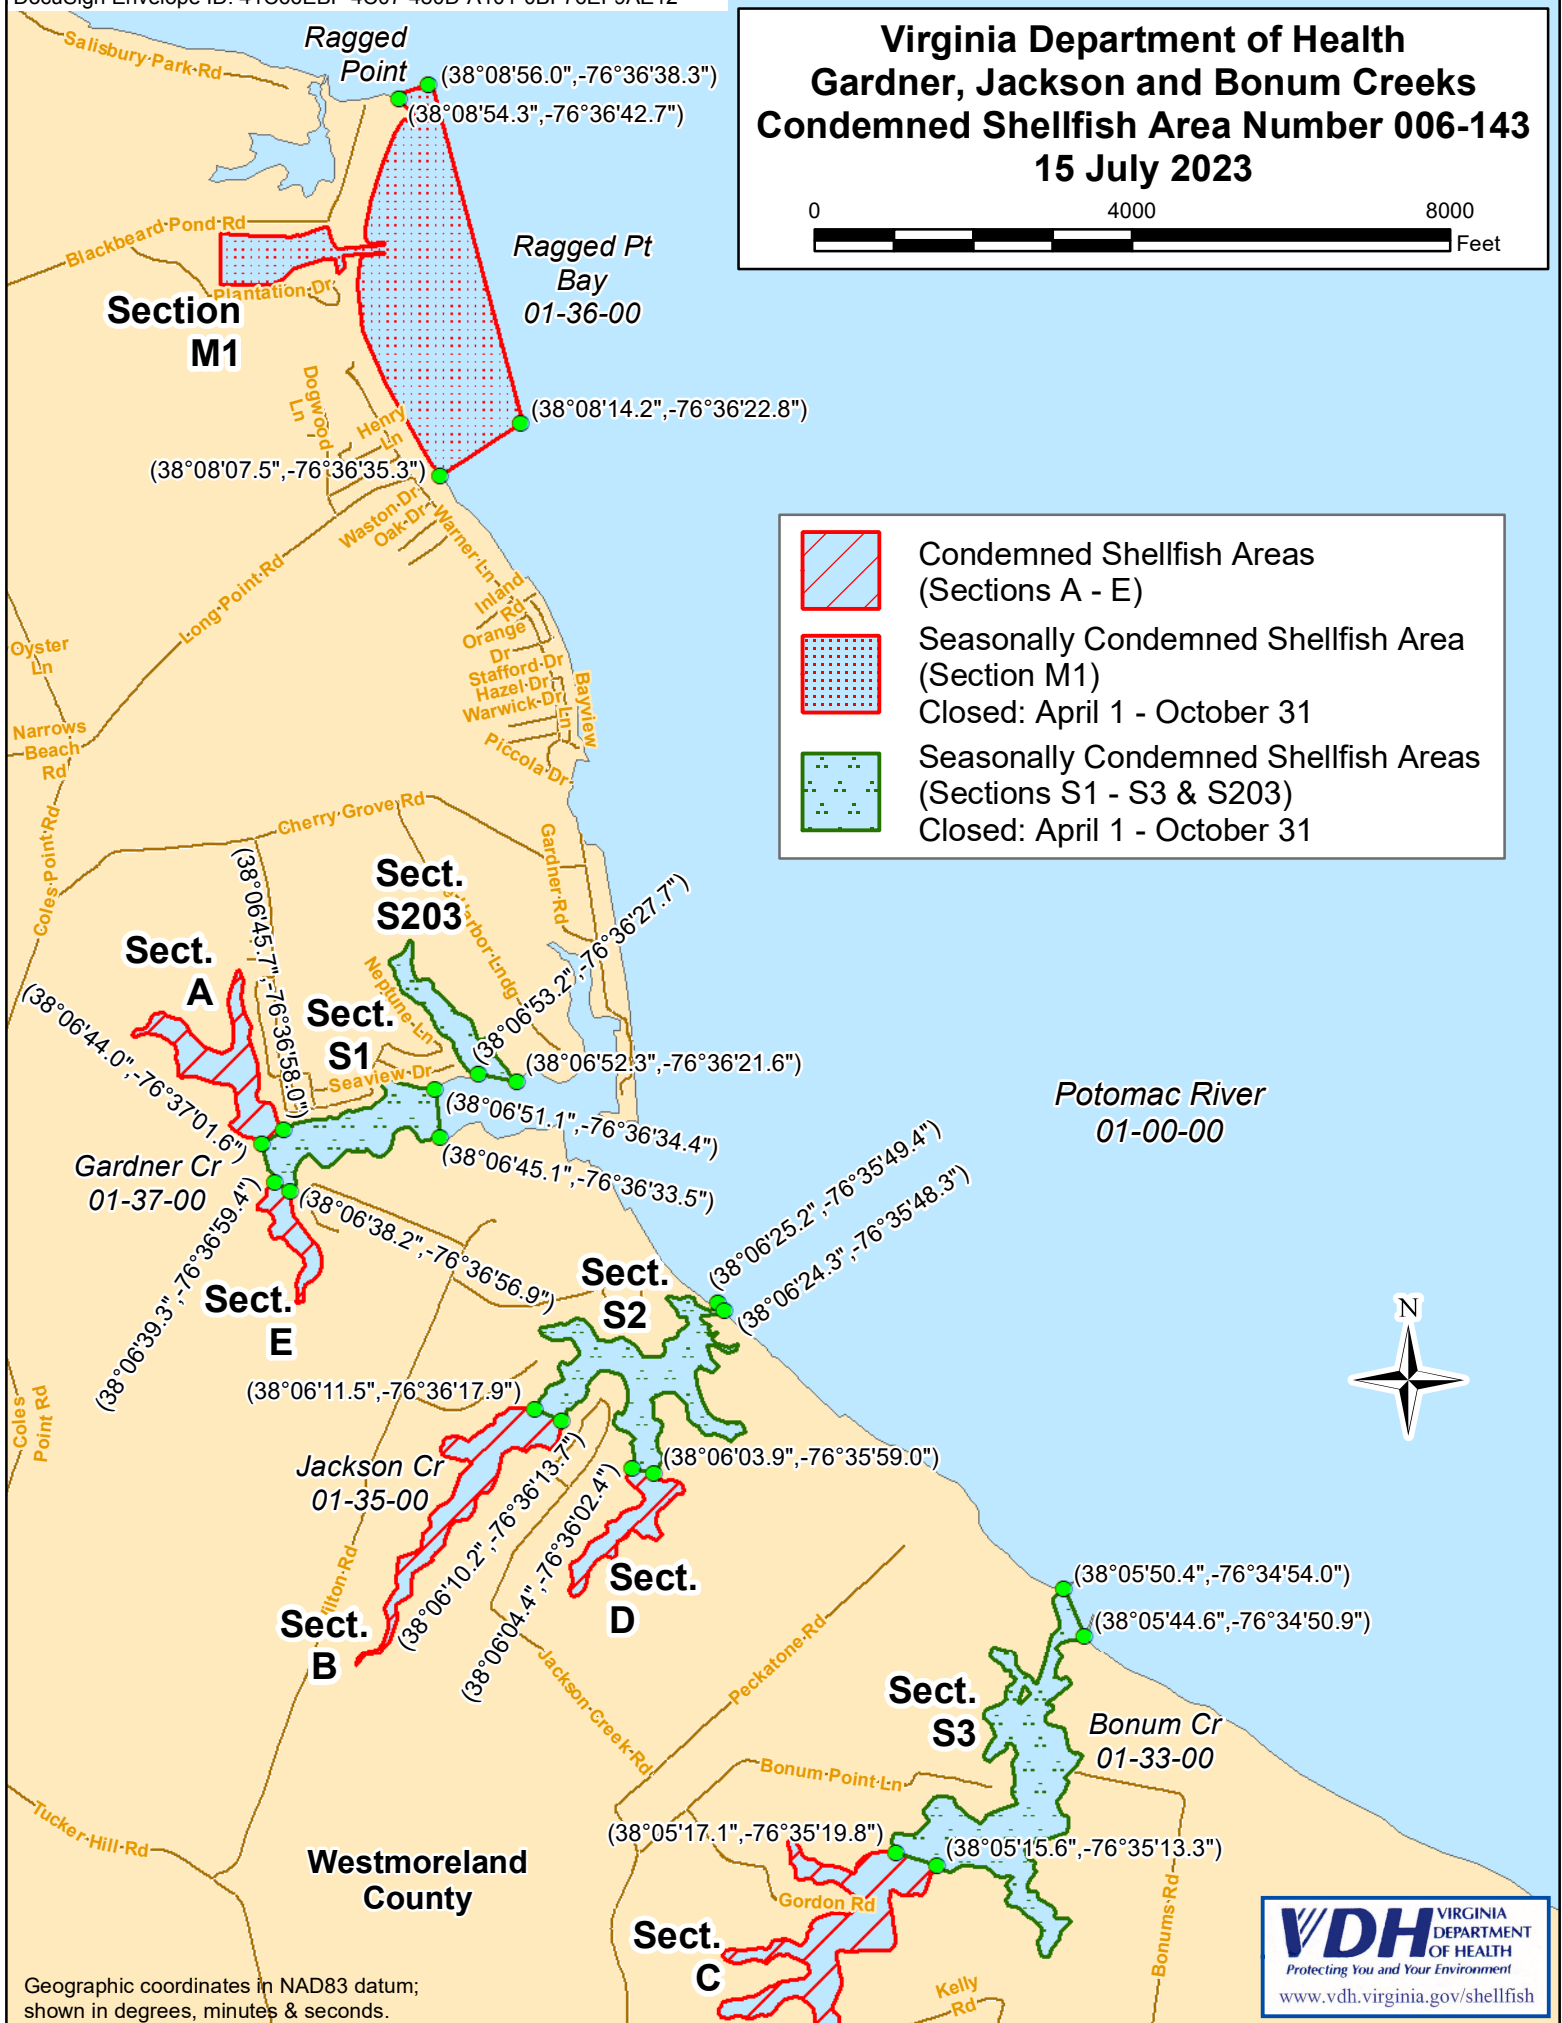 Virginia Department of Health
Gardner, Jackson and Bonum Creeks
Condemned Shellfish Area Number 006-143
15 July 2023
0 4000 8000
Feet
Salisbury Park Rd
Ragged
Point
(38°08'56.0",-76°36'38.3")
(38°08'54.3",-76°36'42.7")
Blackbeard Pond Rd
Plantation Dr
Section
M1
Ragged Pt
Bay
01-36-00
Dogwood
Ln
Henry
Ln
(38°08'14.2",-76°36'22.8")
(38°08'07.5",-76°36'35.3")
Waston Dr
Oak Dr
Warner Ln
Long Point Rd
Inland
Rd
Orange
Dr
Stafford Dr
Hazel Dr
Warwick Dr
Bayview
Ln
Piccola Dr
Oyster
Ln
Narrows
Beach
Rd
Condemned Shellfish Areas
(Sections A - E)
Seasonally Condemned Shellfish Area
(Section M1)
Closed: April 1 - October 31
Seasonally Condemned Shellfish Areas
(Sections S1 - S3 & S203)
Closed: April 1 - October 31
Coles Point Rd
Cherry Grove Rd
Gardner Rd
Sect.
S203
Neptune Ln
(38°06'53.2",-76°36'27.7")
(38°06'52.3",-76°36'21.6")
Sect.
A
(38°06'45.7",-76°36'58.0")
(38°06'44.0",-76°37'01.6")
Sect.
S1
Seaview Dr
(38°06'51.1",-76°36'34.4")
(38°06'45.1",-76°36'33.5")
Gardner Cr
01-37-00
(38°06'39.3",-76°36'59.4")
(38°06'38.2",-76°36'56.9")
Sect.
E
Potomac River
01-00-00
(38°06'25.2",-76°35'49.4")
(38°06'24.3",-76°35'48.3")
Sect.
S2
N
Coles
Point Rd
(38°06'11.5",-76°36'17.9")
Jackson Cr
01-35-00
(38°06'10.2",-76°36'13.7")
(38°06'04.4",-76°36'02.4")
(38°06'03.9",-76°35'59.0")
Sect.
D
Sect.
B
Jackson Creek Rd
Peckatone Rd
(38°05'50.4",-76°34'54.0")
(38°05'44.6",-76°34'50.9")
Sect.
S3
Bonum Cr
01-33-00
Bonum Point Ln
Tucker Hill Rd
(38°05'17.1",-76°35'19.8")
(38°05'15.6",-76°35'13.3")
Westmoreland
County
Gordon Rd
Sect.
C
Bonums Rd
Kelly
Rd
Geographic coordinates in NAD83 datum;
shown in degrees, minutes & seconds.
VDH VIRGINIA
DEPARTMENT
OF HEALTH
Protecting You and Your Environment
www.vdh.virginia.gov/shellfish